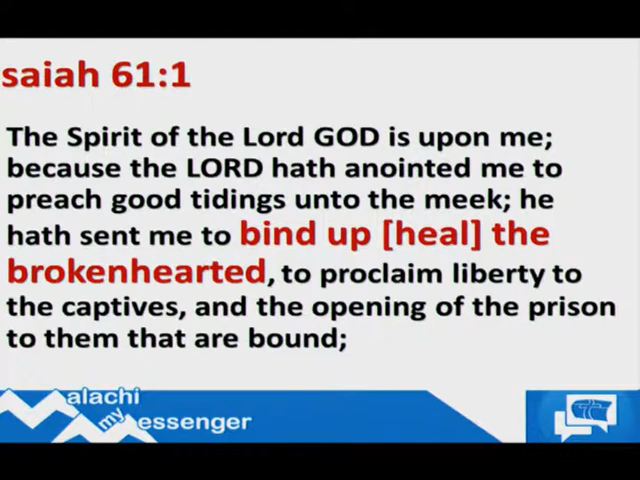 saiah 61:1
The Spirit of the Lord GOD is upon me;
because the LORD hath anointed me to
preach good tidings unto the meek; he
hath sent me to bind up [heal] the
brokenhearted, to proclaim liberty to
the captives, and the opening of the prison
to them that are bound;
Malachi
my
Messenger